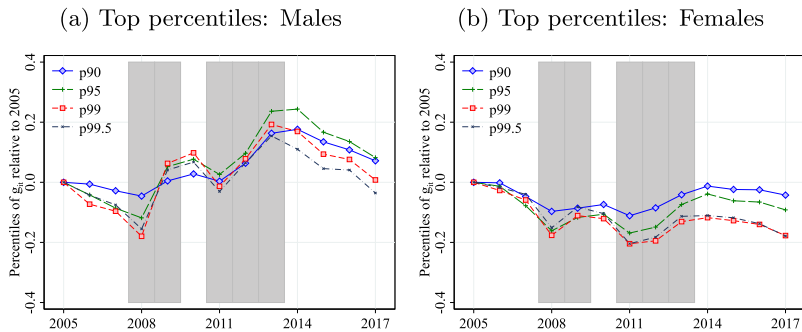 (a) Top percentiles: Males
Percentiles of git relative to 2005
0.4
0.2
0.0
-0.2
-0.4
p90
p95
p99
p99.5
2005
2008
2011
2014
2017
(b) Top percentiles: Females
Percentiles of git relative to 2005
0.4
0.2
0.0
-0.2
-0.4
p90
p95
p99
p99.5
2005
2008
2011
2014
2017